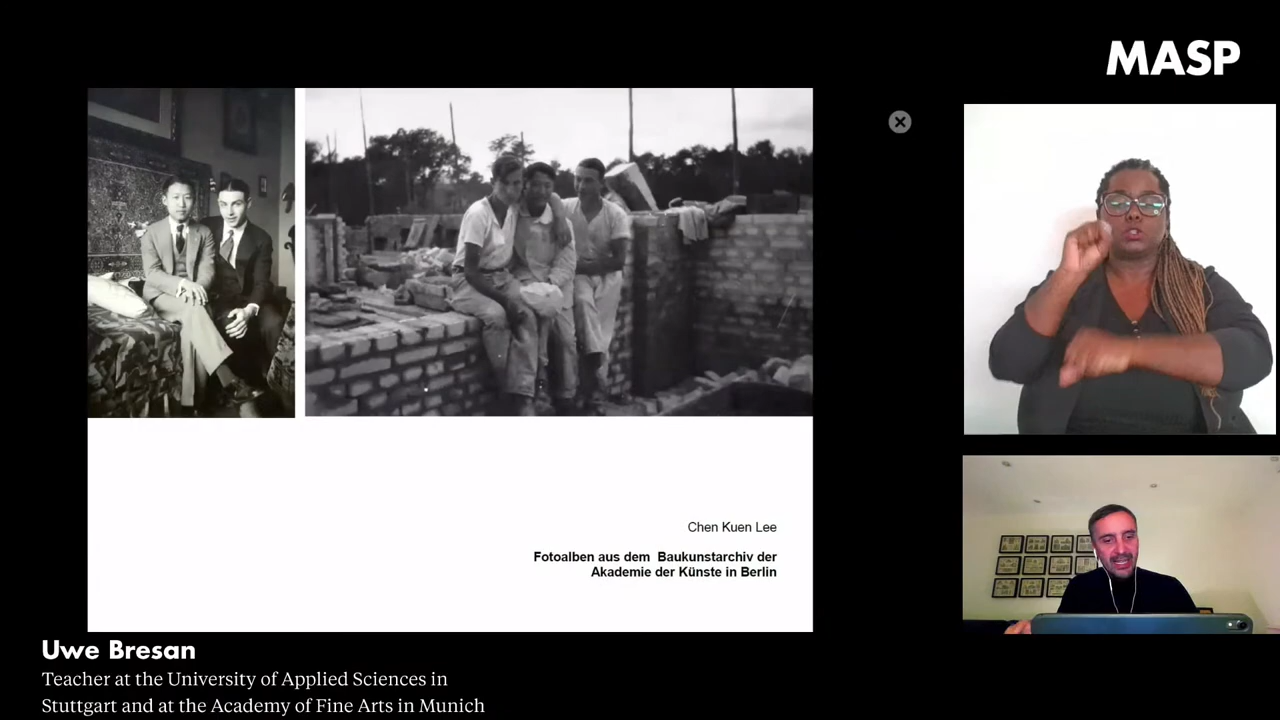 MASP
Chen Kuen Lee
Fotoalben aus dem Baukunstarchiv der
Akademie der Künste in Berlin
Uwe Bresan
Teacher at the University of Applied Sciences in
Stuttgart and at the Academy of Fine Arts in Munich